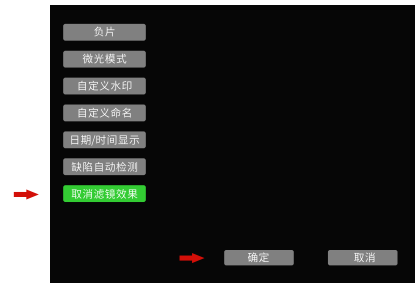 负片
微光模式
自定义水印
自定义命名
日期/时间显示
缺陷自动检测
取消滤镜效果
确定 取消